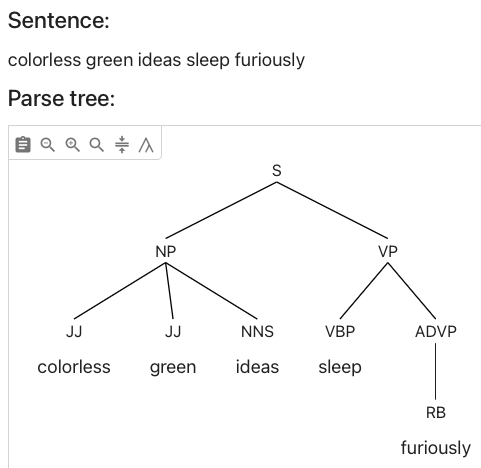 Sentence:
colorless green ideas sleep furiously
Parse tree:
S
NP VP
JJ JJ NNS VBP ADVP
colorless green ideas sleep
RB
furiously